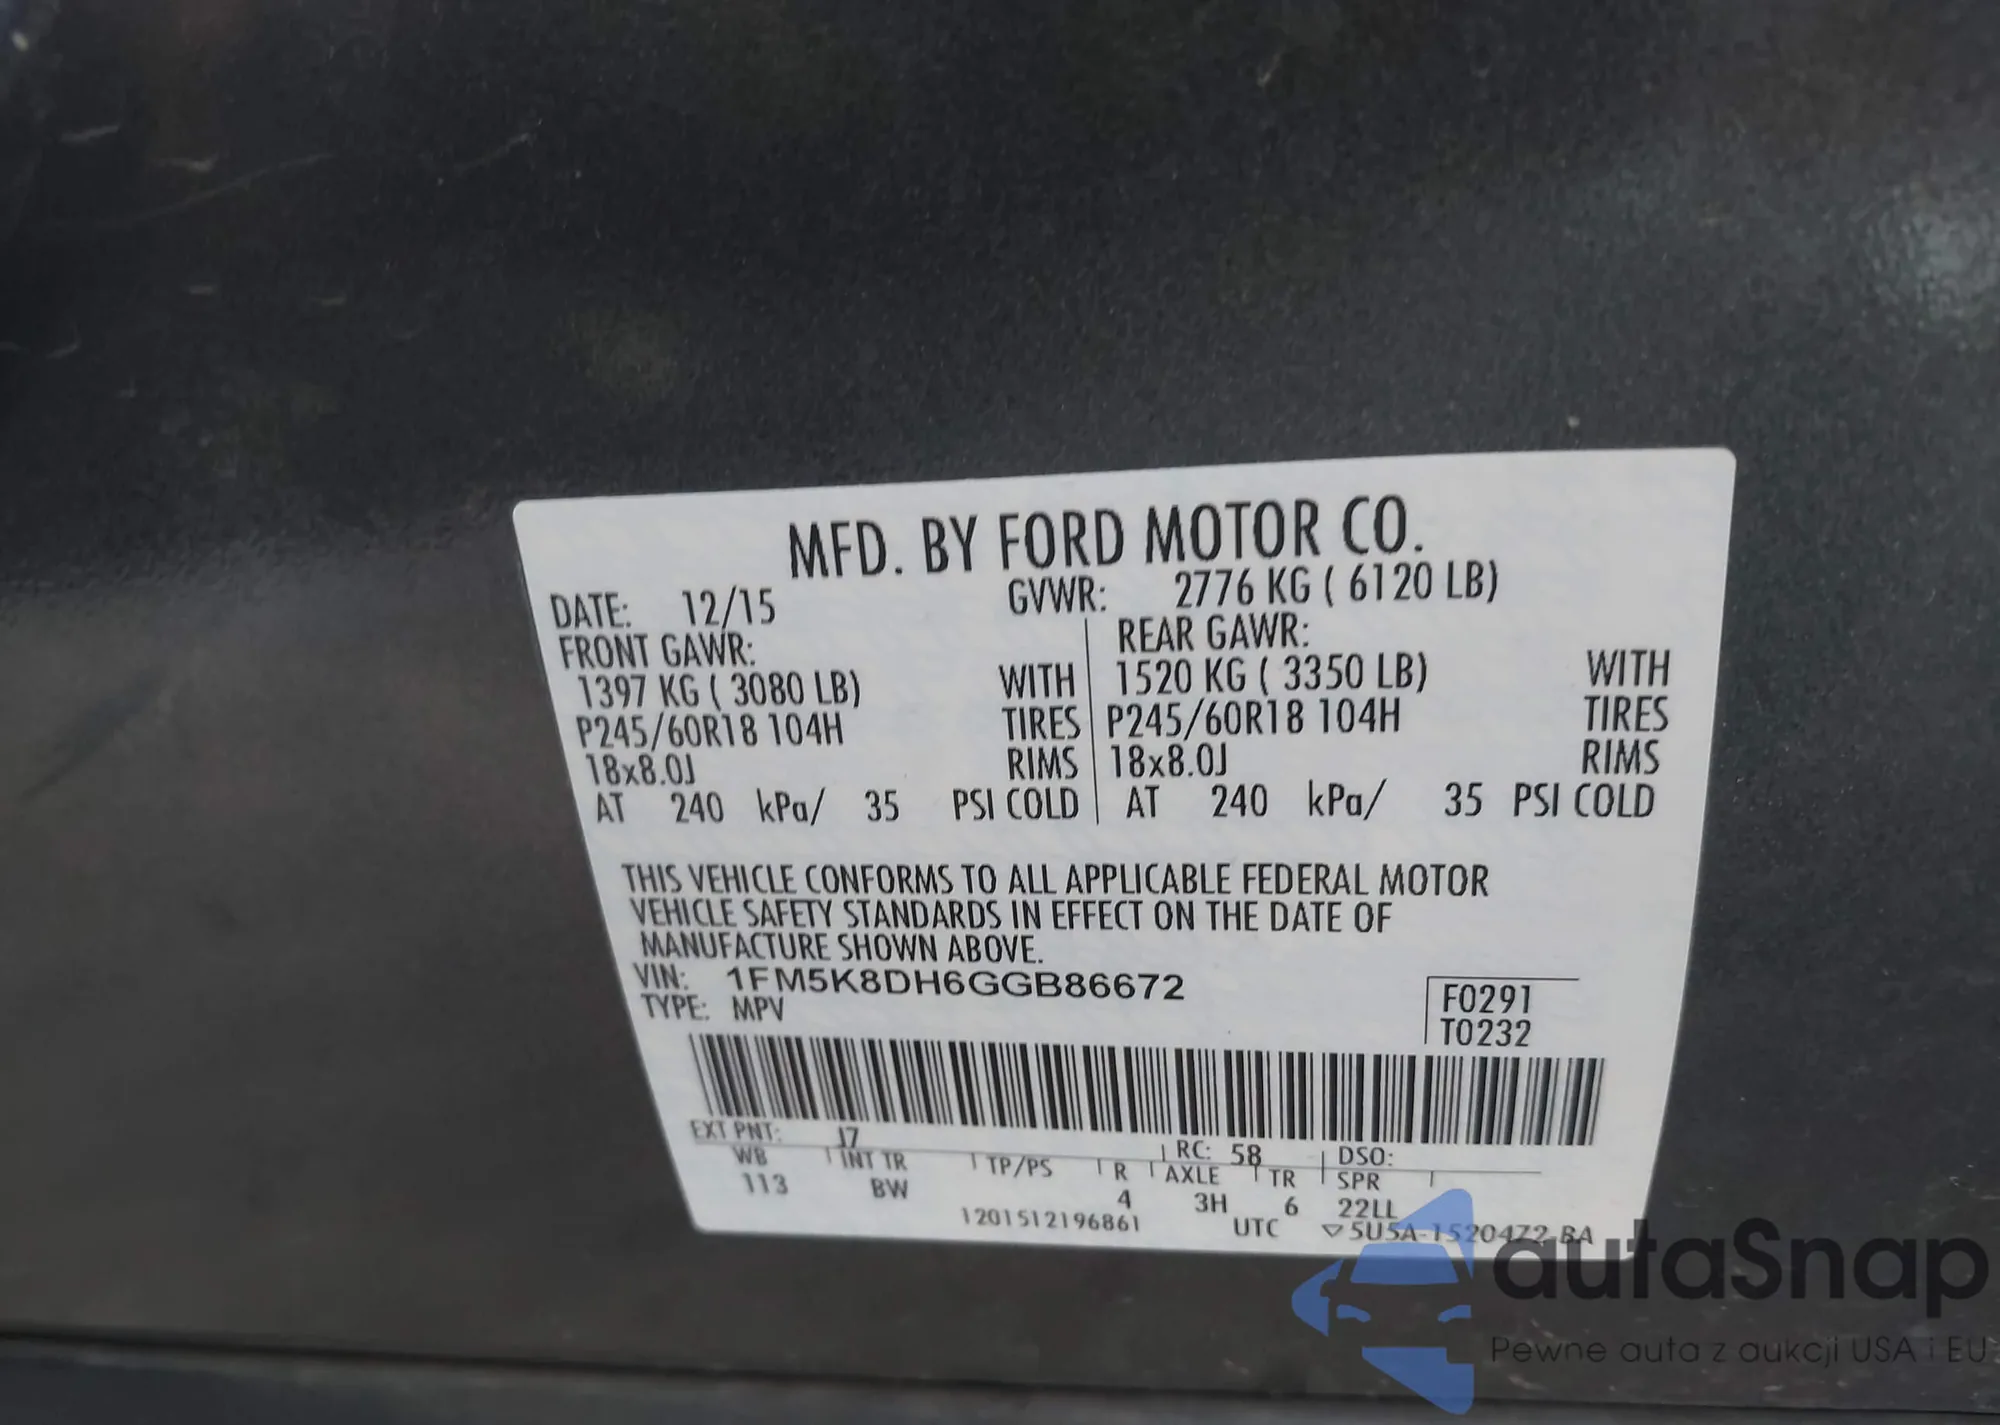 MFD. BY FORD MOTOR CO.
DATE: 12/15 GVWR: 2776 KG ( 6120 LB)
FRONT GAWR: REAR GAWR:
1397 KG ( 3080 LB) WITH 1520 KG ( 3350 LB) WITH
P245/60R18 104H TIRES P245/60R18 104H TIRES
18x8.0J RIMS 18x8.0J RIMS
AT 240 kPa/ 35 PSI COLD AT 240 kPa/ 35 PSI COLD
THIS VEHICLE CONFORMS TO ALL APPLICABLE FEDERAL MOTOR
VEHICLE SAFETY STANDARDS IN EFFECT ON THE DATE OF
MANUFACTURE SHOWN ABOVE.
VIN: 1FM5K8DH6GGB86672
TYPE: MPV
F0291
T0232
EXT PNT: J7 RC: 58 DSO:
WB INT TR TP/PS R AXLE TR SPR
113 BW 4 3H 6 22LL
1201512196861 UTC ▽5U5A-1520472-BA
autaSnap
Pewne auta z aukcji USA i EU